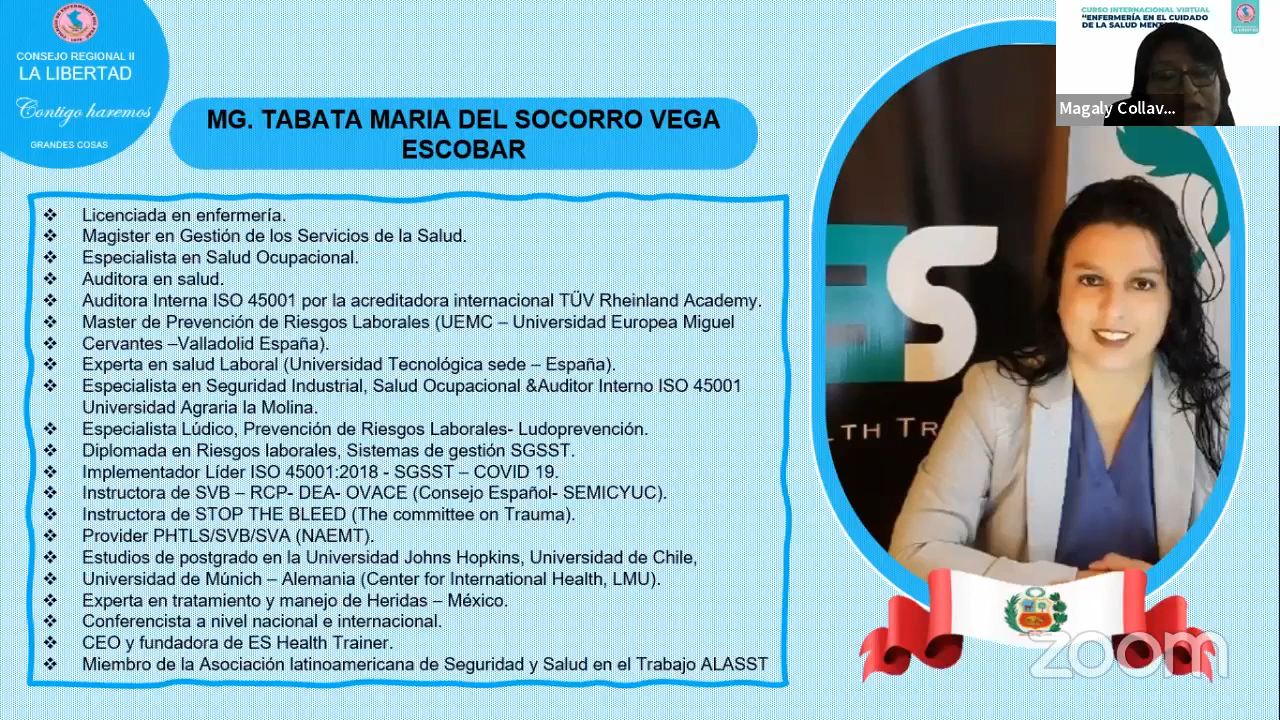 CONSEJO REGIONAL II
LA LIBERTAD
Contigo haremos
GRANDES COSAS
MG. TABATA MARIA DEL SOCORRO VEGA
ESCOBAR
❖ Licenciada en enfermería.
❖ Magister en Gestión de los Servicios de la Salud.
❖ Especialista en Salud Ocupacional.
❖ Auditora en salud.
❖ Auditora Interna ISO 45001 por la acreditadora internacional TÜV Rheinland Academy.
❖ Master de Prevención de Riesgos Laborales (UEMC – Universidad Europea Miguel
❖ Cervantes –Valladolid España).
❖ Experta en salud Laboral (Universidad Tecnológica sede – España).
❖ Especialista en Seguridad Industrial, Salud Ocupacional &Auditor Interno ISO 45001
Universidad Agraria la Molina.
❖ Especialista Lúdico, Prevención de Riesgos Laborales- Ludoprevención.
❖ Diplomada en Riesgos laborales, Sistemas de gestión SGSST.
❖ Implementador Líder ISO 45001:2018 - SGSST – COVID 19.
❖ Instructora de SVB – RCP- DEA- OVACE (Consejo Español- SEMICYUC).
❖ Instructora de STOP THE BLEED (The committee on Trauma).
❖ Provider PHTLS/SVB/SVA (NAEMT).
❖ Estudios de postgrado en la Universidad Johns Hopkins, Universidad de Chile,
❖ Universidad de Múnich – Alemania (Center for International Health, LMU).
❖ Experta en tratamiento y manejo de Heridas – México.
❖ Conferencista a nivel nacional e internacional.
❖ CEO y fundadora de ES Health Trainer.
❖ Miembro de la Asociación latinoamericana de Seguridad y Salud en el Trabajo ALASST
CURSO INTERNACIONAL VIRTUAL
"ENFERMERÍA EN EL CUIDADO
DE LA SALUD MENTAL
Magaly Collav...
ES
LTH TR
zoom